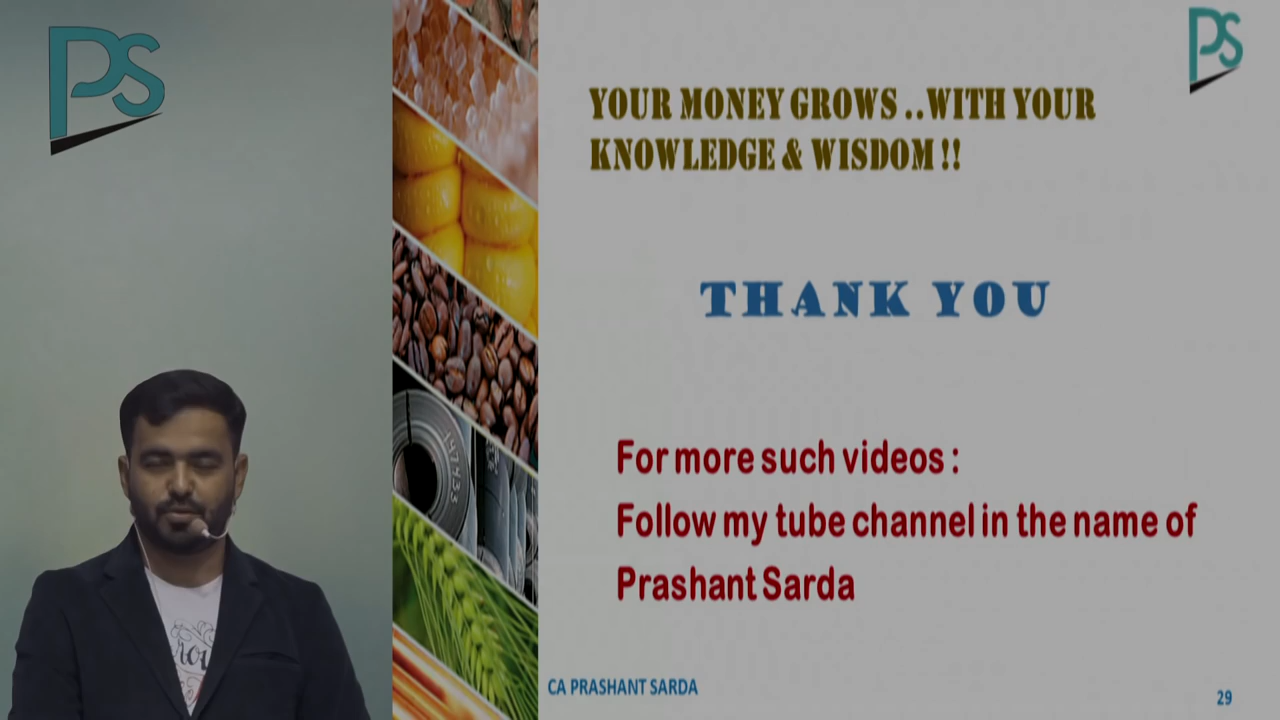 PS
PS
YOUR MONEY GROWS ..WITH YOUR
KNOWLEDGE & WISDOM !!
THANK YOU
For more such videos :
Follow my tube channel in the name of
Prashant Sarda
CA PRASHANT SARDA
29